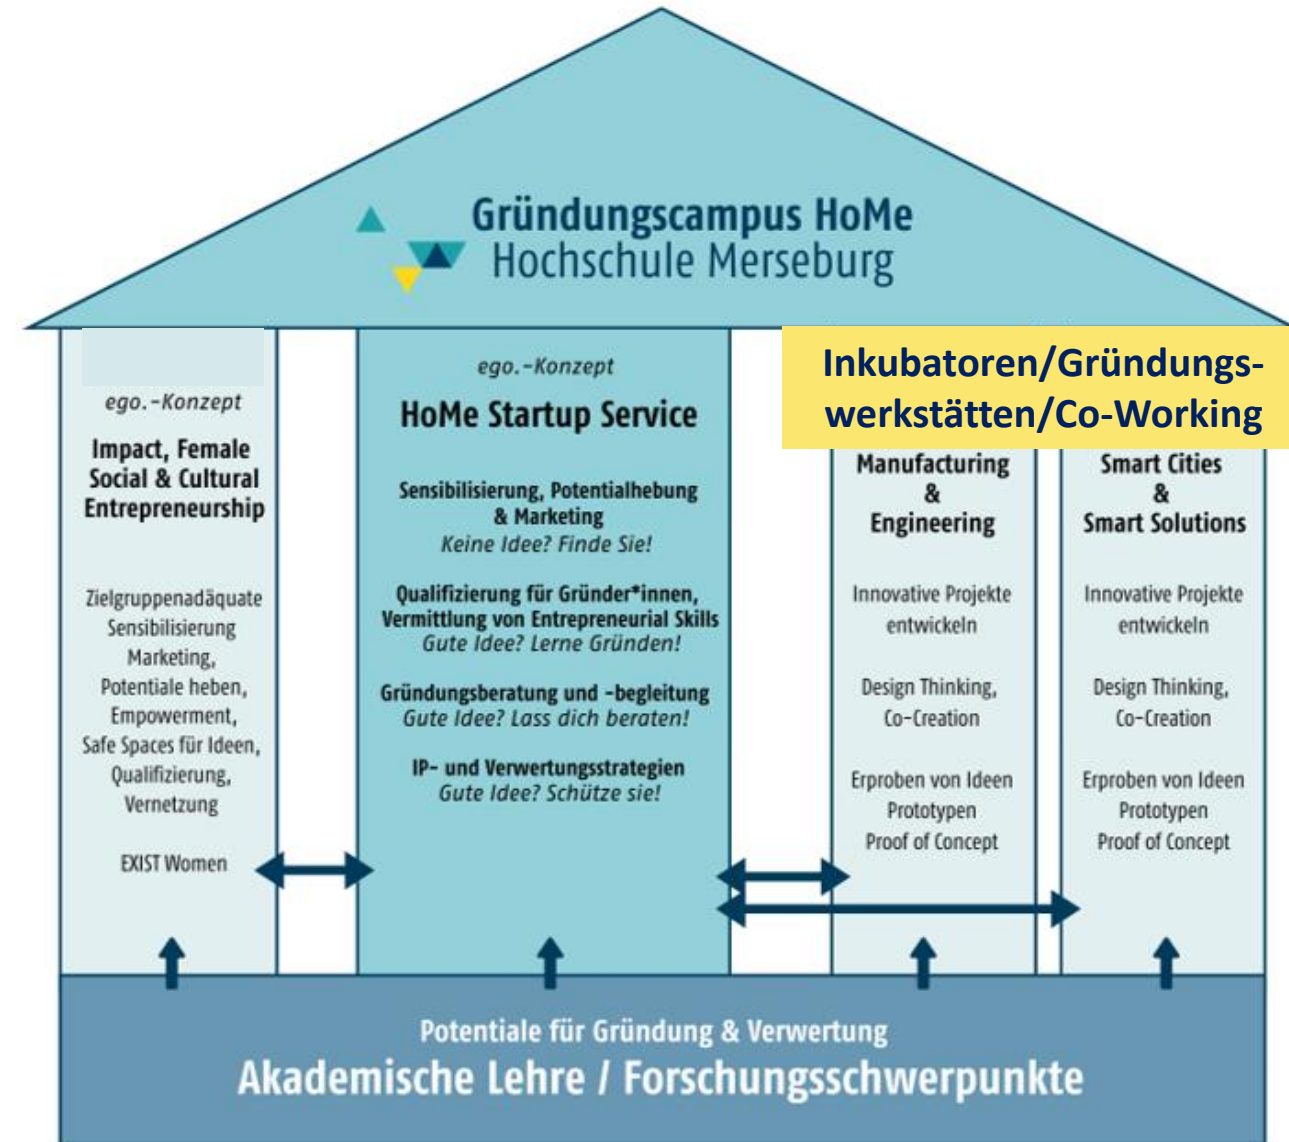 Gründungscampus HoMe
Hochschule Merseburg
ego.-Konzept
Impact, Female
Social & Cultural
Entrepreneurship
Zielgruppenadäquate
Sensibilisierung
Marketing,
Potentiale heben,
Empowerment,
Safe Spaces für Ideen,
Qualifizierung,
Vernetzung
EXIST Women
ego.-Konzept
HoMe Startup Service
Sensibilisierung, Potentialhebung
& Marketing
Keine Idee? Finde Sie!
Qualifizierung für Gründer*innen,
Vermittlung von Entrepreneurial Skills
Gute Idee? Lerne Gründen!
Gründungsberatung und -begleitung
Gute Idee? Lass dich beraten!
IP- und Verwertungsstrategien
Gute Idee? Schütze sie!
Inkubatoren/Gründungs-
werkstätten/Co-Working
Manufacturing
&
Engineering
Innovative Projekte
entwickeln
Design Thinking,
Co-Creation
Erproben von Ideen
Prototypen
Proof of Concept
Smart Cities
&
Smart Solutions
Innovative Projekte
entwickeln
Design Thinking,
Co-Creation
Erproben von Ideen
Prototypen
Proof of Concept
Potentiale für Gründung & Verwertung
Akademische Lehre / Forschungsschwerpunkte